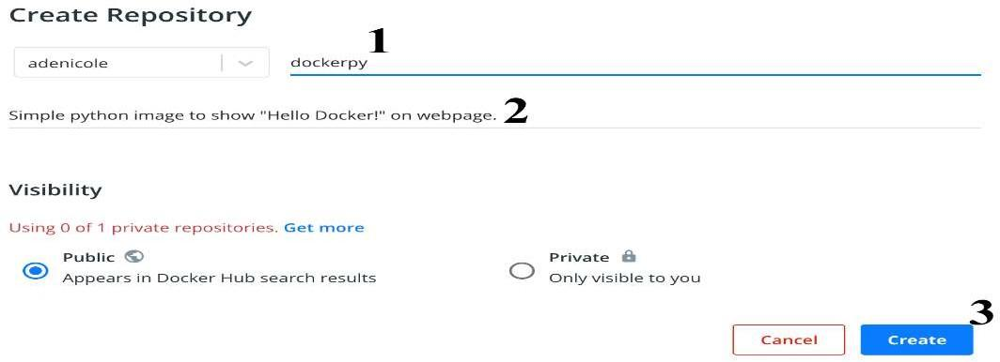 Create Repository
1
adenicole dockerpy
Simple python image to show "Hello Docker!" on webpage. 2
Visibility
Using 0 of 1 private repositories. Get more
Public Private
Appears in Docker Hub search results Only visible to you
3
Cancel Create